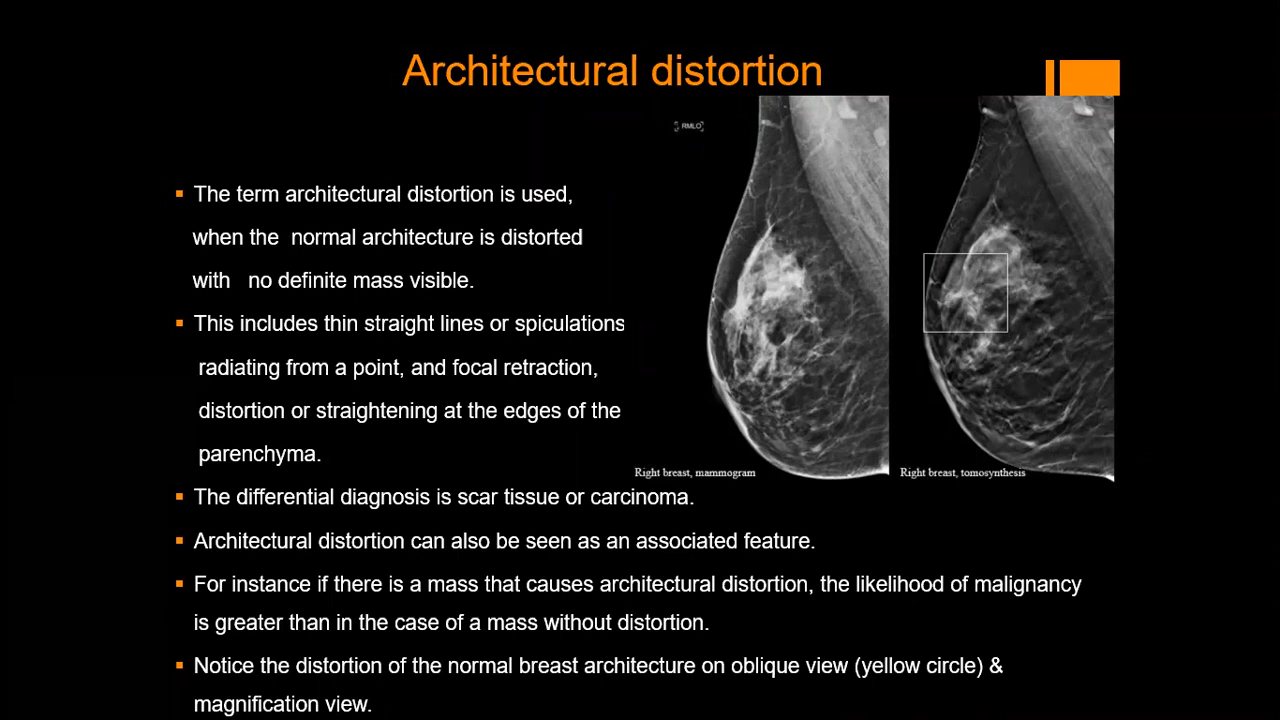 Architectural distortion
RMLO
The term architectural distortion is used,
when the normal architecture is distorted
with no definite mass visible.
This includes thin straight lines or spiculations
radiating from a point, and focal retraction,
distortion or straightening at the edges of the
parenchyma.
Right breast, mammogram
Right breast, tomosynthesis
The differential diagnosis is scar tissue or carcinoma.
Architectural distortion can also be seen as an associated feature.
For instance if there is a mass that causes architectural distortion, the likelihood of malignancy
is greater than in the case of a mass without distortion.
Notice the distortion of the normal breast architecture on oblique view (yellow circle) &
magnification view.